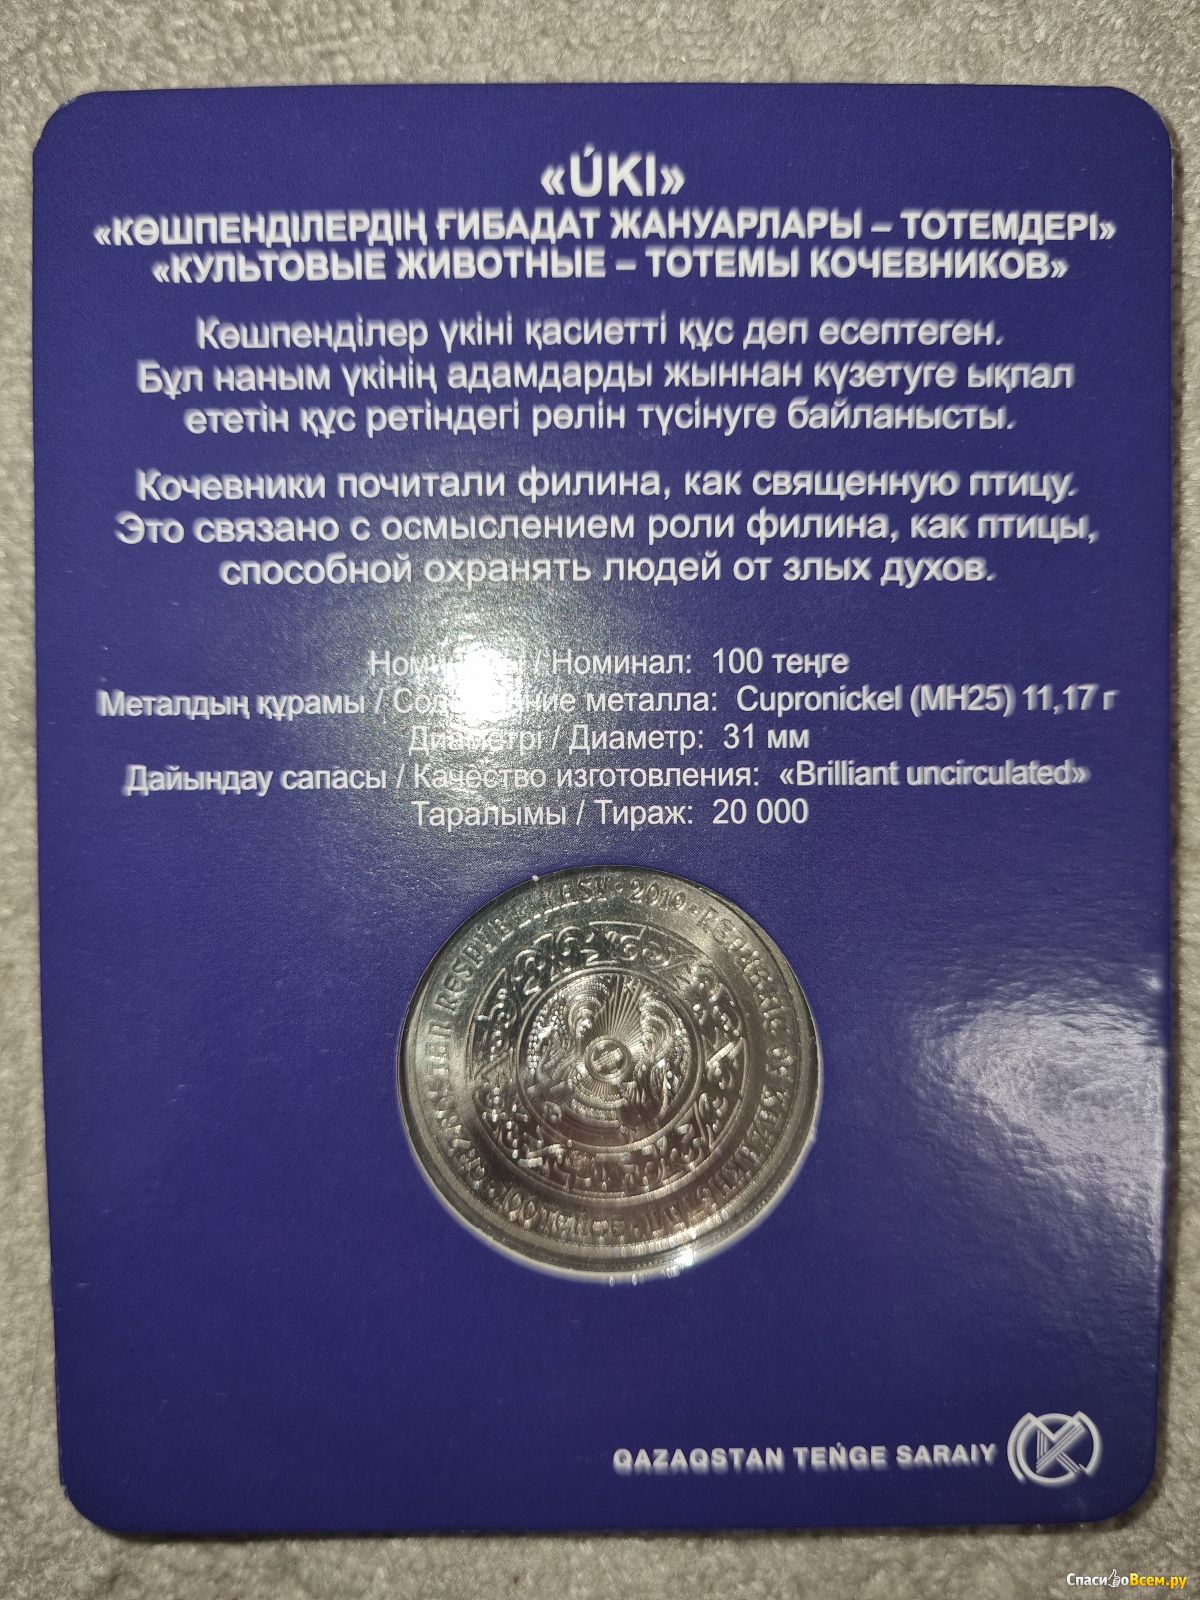 «ÚKI»
«КӨШПЕНДІЛЕРДІҢ ҒИБАДАТ ЖАНУАРЛАРЫ – ТОТЕМДЕРІ»
«КУЛЬТОВЫЕ ЖИВОТНЫЕ – ТОТЕМЫ КОЧЕВНИКОВ»
Көшпенділер үкіні қасиетті құс деп есептеген.
Бұл наным үкінің адамдарды жыннан күзетуге ықпал
ететін құс ретіндегі рөлін түсінуге байланысты.
Кочевники почитали филина, как священную птицу.
Это связано с осмыслением роли филина, как птицы,
способной охранять людей от злых духов.
/ Номинал: 100 теңге
Металдың құрамы / Содержание металла: Cupronickel (МН25) 11,17 г
Диаметрі / Диаметр: 31 мм
Дайындау сапасы / Качество изготовления: «Brilliant uncirculated»
Таралымы / Тираж: 20 000
2019
QAZAQSTAN TEŃGE SARAIY
СпасибоВсем.ру